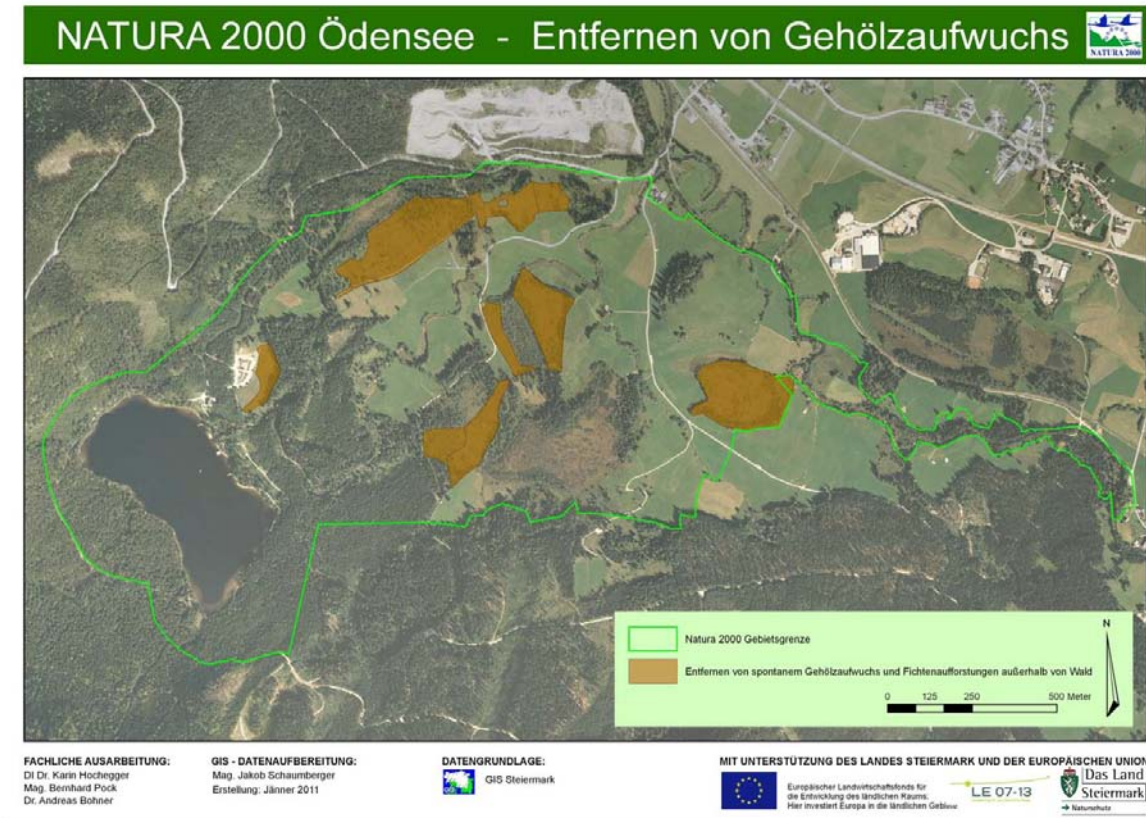 NATURA 2000 Ödensee - Entfernen von Gehölzaufwuchs
NATURA 2000
Natura 2000 Gebietsgrenze
Entfernen von spontanem Gehölzaufwuchs und Fichtenaufforstungen außerhalb von Wald
N
0 125 250 500 Meter
FACHLICHE AUSARBEITUNG:
DI Dr. Karin Hochegger
Mag. Bernhard Pock
Dr. Andreas Bohner
GIS - DATENAUFBEREITUNG:
Mag. Jakob Schaumberger
Erstellung: Jänner 2011
DATENGRUNDLAGE:
GIS Steiermark
MIT UNTERSTÜTZUNG DES LANDES STEIERMARK UND DER EUROPÄISCHEN UNION
Europäischer Landwirtschaftsfonds für
die Entwicklung des ländlichen Raums:
Hier investiert Europa in die ländlichen Gebiete
LE 07-13
Das Land
Steiermark
→ Naturschutz